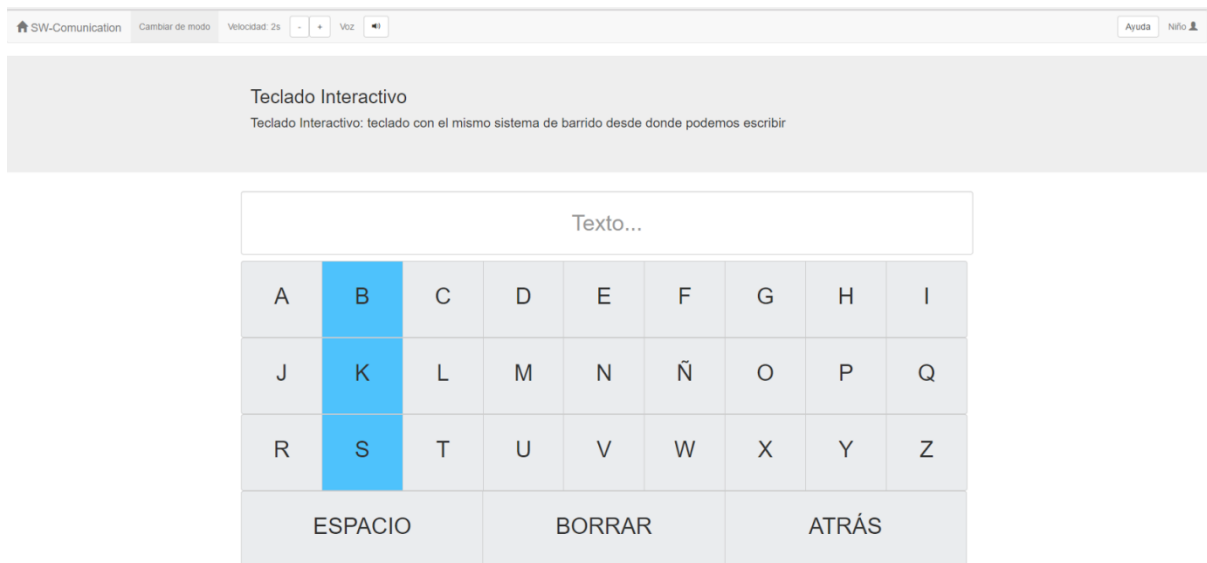 SW-Comunication Cambiar de modo Velocidad: 2s - + Voz Ayuda Niño
Teclado Interactivo
Teclado Interactivo: teclado con el mismo sistema de barrido desde donde podemos escribir
Texto...
A B C D E F G H I
J K L M N Ñ O P Q
R S T U V W X Y Z
ESPACIO BORRAR ATRÁS